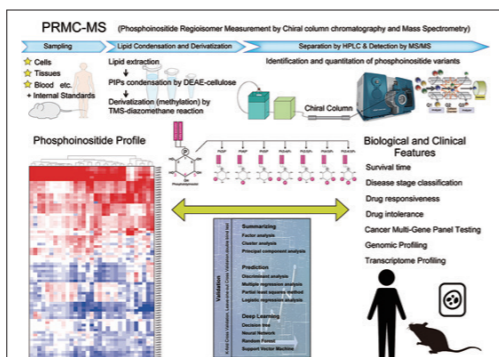 PRMC-MS (Phosphoinositide Regioisomer Measurement by Chiral column chromatography and Mass Spectrometry)
Sampling
Lipid Condensation and Derivatization
Separation by HPLC & Detection by MS/MS
Cells
Tissues
Blood etc.
+ Internal Standards
Lipid extraction
PIPs condensation by DEAE-cellulose
Derivatization (methylation) by
TMS-diazomethane reaction
Identification and quantitation of phosphoinositide variants
Chiral Column
Phosphoinositide Profile
P
Biological and Clinical
Features
Survival time
Disease stage classification
Drug responsiveness
Drug intolerance
Cancer Multi-Gene Panel Testing
Genomic Profiling
Transcriptome Profiling
Validation
Summarizing
Factor analysis
Cluster analysis
Principal component analysis
Prediction
Discriminant analysis
Multiple regression analysis
Partial least squares method
Logistic regression analysis
Deep Learning
Decision tree
Neural Network
Random Forest
Support Vector Machine